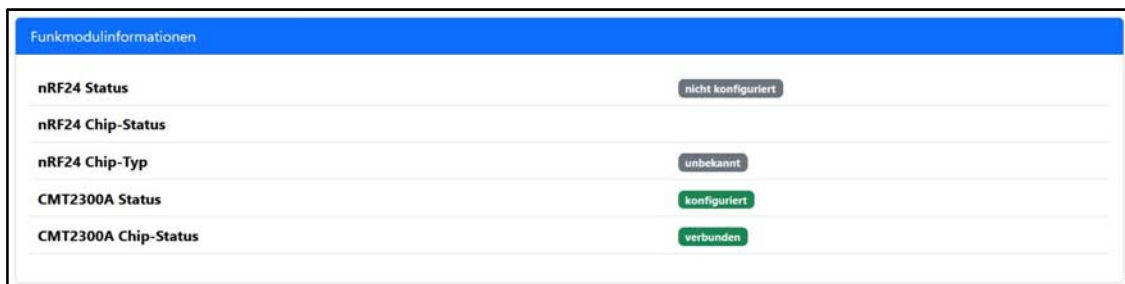 Funkmodulinformationen
nRF24 Status nicht konfiguriert
nRF24 Chip-Status
nRF24 Chip-Typ unbekannt
CMT2300A Status konfiguriert
CMT2300A Chip-Status verbunden